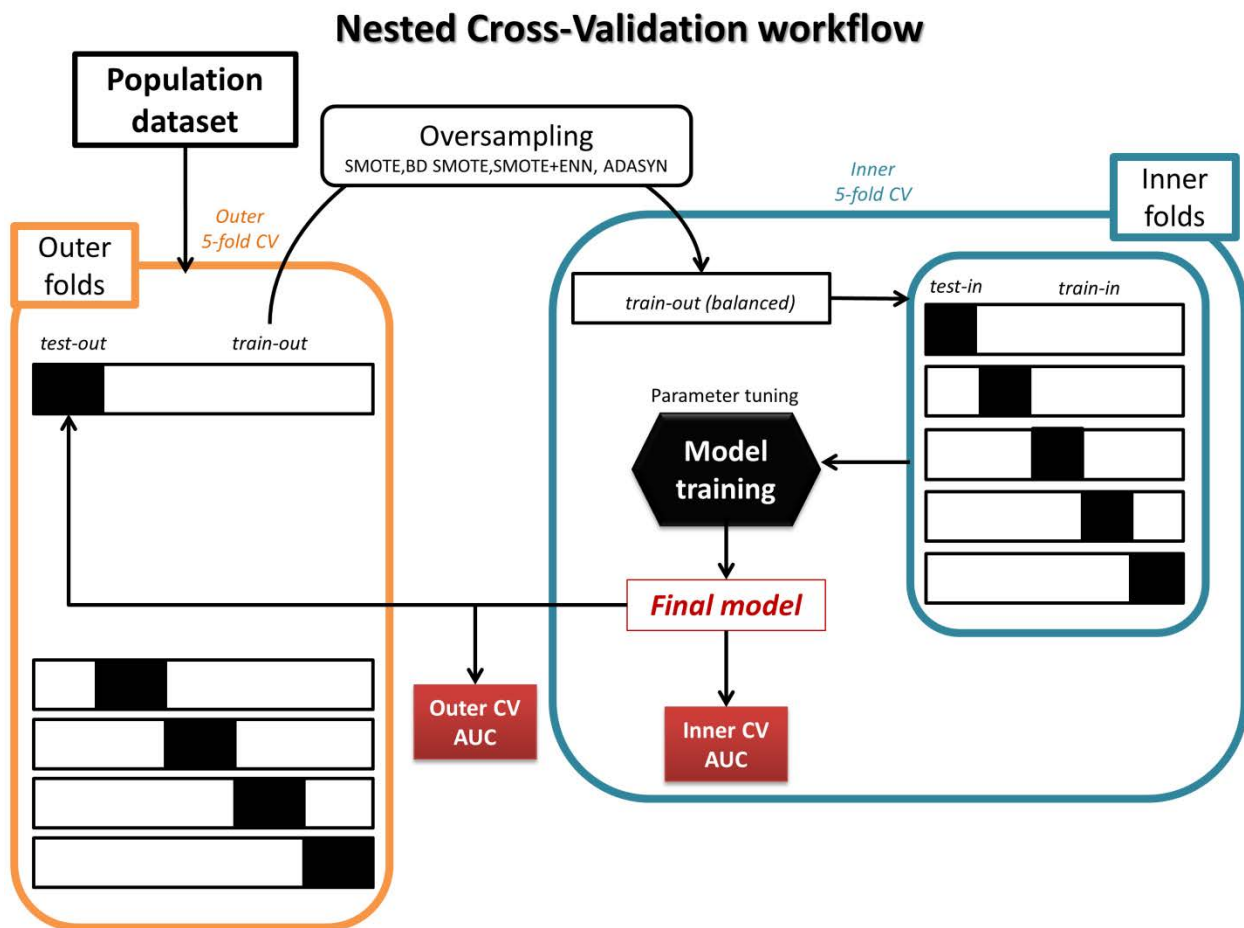 Nested Cross-Validation workflow
Population
dataset
Oversampling
SMOTE,BD SMOTE,SMOTE+ENN, ADASYN
Outer
5-fold CV
Outer
folds
test-out
train-out
Inner
5-fold CV
Inner
folds
train-out (balanced)
test-in
train-in
Parameter tuning
Model
training
Final model
Outer CV
AUC
Inner CV
AUC